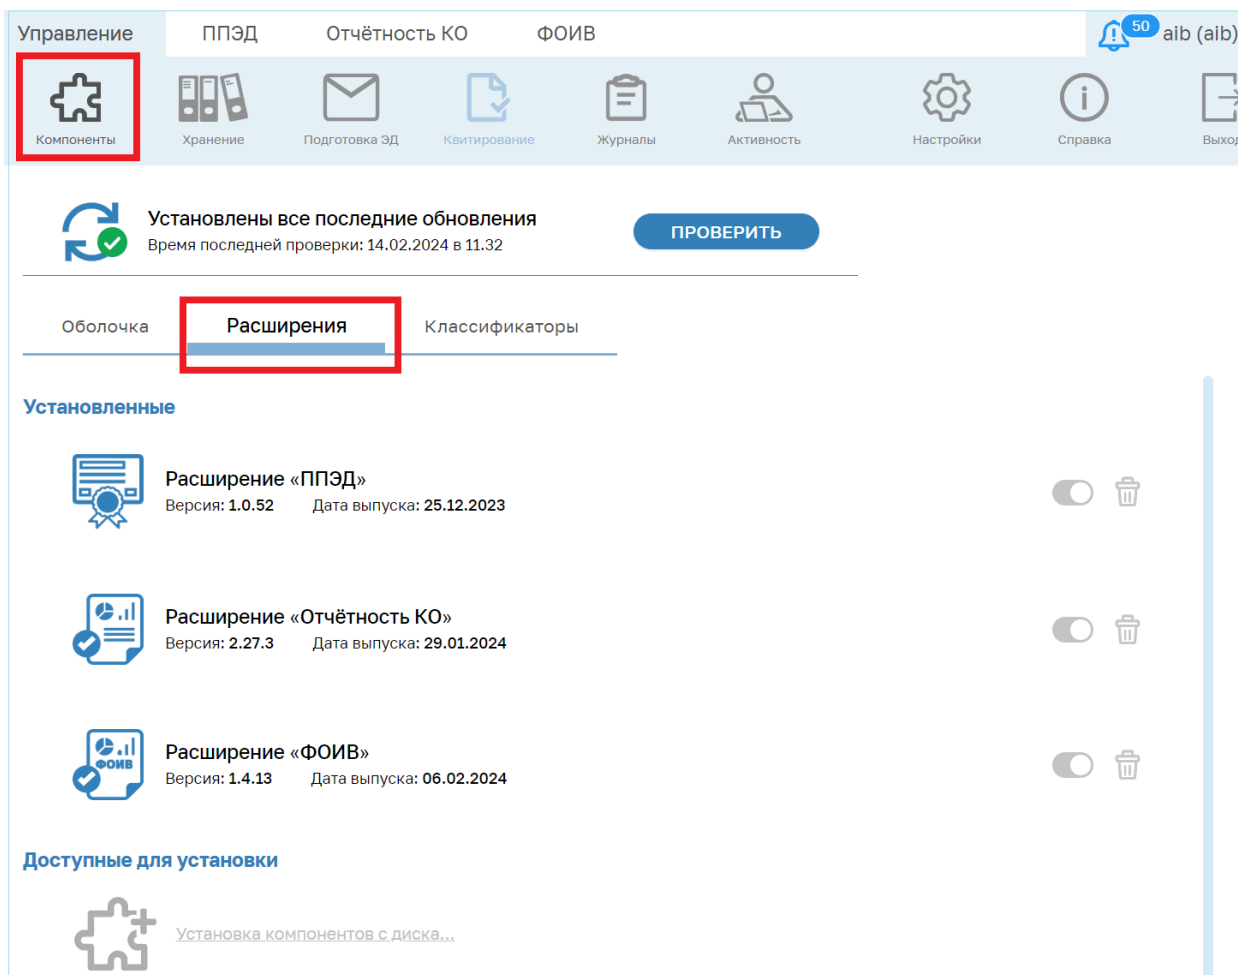 Управление ППЭД Отчётность КО ФОИВ 50 aib (aib)
Компоненты Хранение Подготовка ЭД Квитирование Журналы Активность Настройки Справка Выход
Установлены все последние обновления
Время последней проверки: 14.02.2024 в 11.32
ПРОВЕРИТЬ
Оболочка Расширения Классификаторы
Установленные
Расширение «ППЭД»
Версия: 1.0.52 Дата выпуска: 25.12.2023
Расширение «Отчётность КО»
Версия: 2.27.3 Дата выпуска: 29.01.2024
ФОИВ
Расширение «ФОИВ»
Версия: 1.4.13 Дата выпуска: 06.02.2024
Доступные для установки
Установка компонентов с диска...